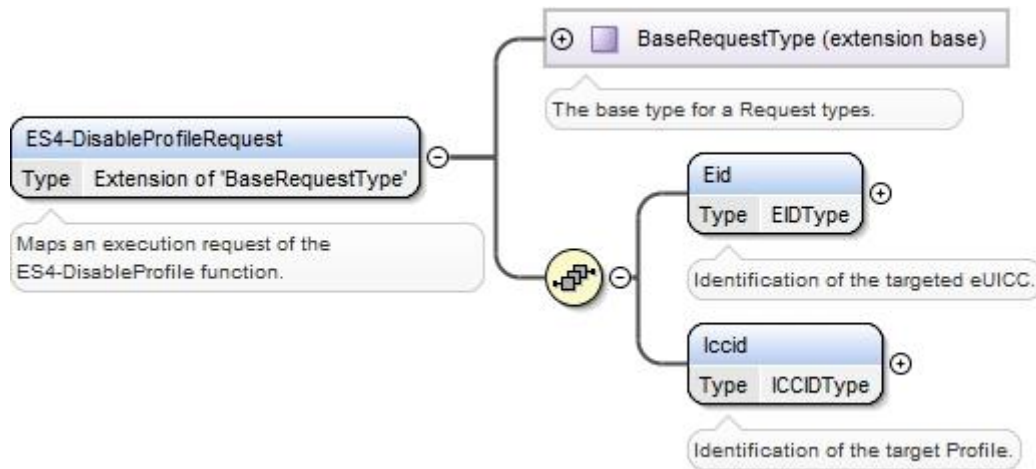 BaseRequestType (extension base)
The base type for a Request types.
ES4-DisableProfileRequest
Type Extension of 'BaseRequestType'
Maps an execution request of the
ES4-DisableProfile function.
Eid
Type EIDType
Identification of the targeted eUICC.
Iccid
Type ICCIDType
Identification of the target Profile.